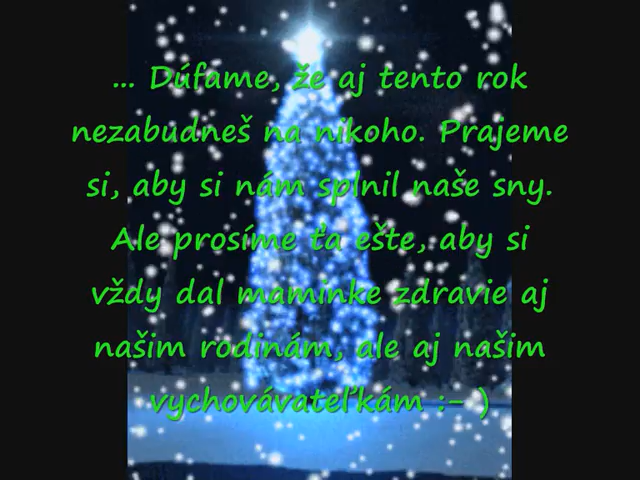 ... Dúfame, že aj tento rok
nezabudneš na nikoho. Prajeme
si, aby si nám splnil naše sny.
Ale prosíme ťa ešte, aby si
vždy dal maminke zdravie aj
našim rodinám, ale aj našim
vychovávateľkám :- )